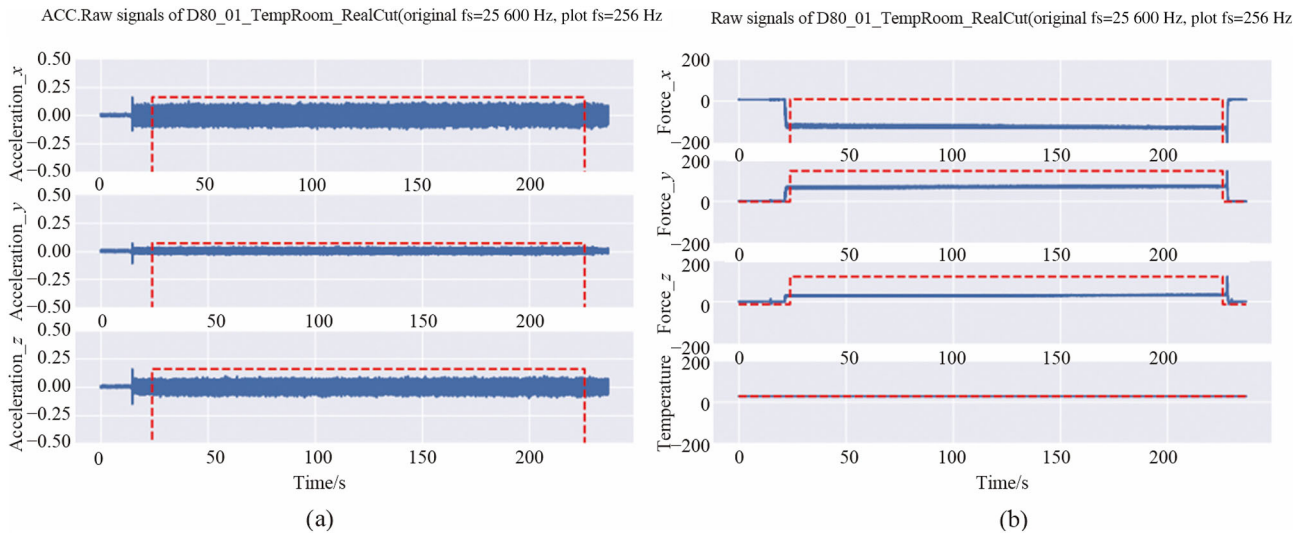 ACC.Raw signals of D80_01_TempRoom_RealCut(original fs=25 600 Hz, plot fs=256 Hz
0.50
0.25
0.00
−0.25
−0.50
Acceleration_x
0 50 100 150 200
0.50
0.25
0.00
−0.25
−0.50
Acceleration_y
0 50 100 150 200
0.50
0.25
0.00
−0.25
−0.50
Acceleration_z
0 50 100 150 200
Time/s
(a)
Raw signals of D80_01_TempRoom_RealCut(original fs=25 600 Hz, plot fs=256 Hz
200
0
−200
Force_x
0 50 100 150 200
200
0
−200
Force_y
0 50 100 150 200
200
0
−200
Force_z
0 50 100 150 200
200
0
−200
Temperature
0 50 100 150 200
Time/s
(b)